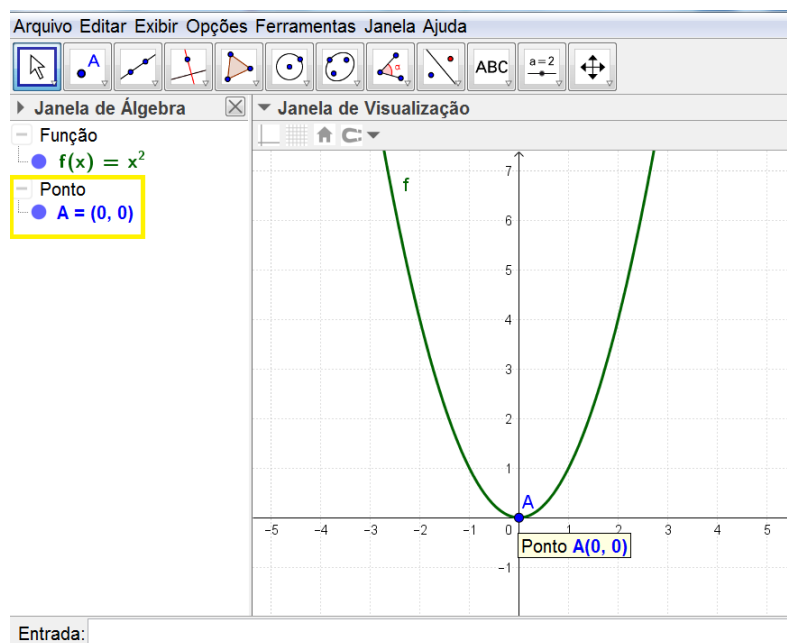 Arquivo Editar Exibir Opções Ferramentas Janela Ajuda
A
α
ABC
a=2
Janela de Álgebra
Janela de Visualização
Função
f(x) = x²
Ponto
A = (0, 0)
f
7
6
5
4
3
2
1
A
-5 -4 -3 -2 -1 0 1 2 3 4 5
Ponto A(0, 0)
-1
Entrada: